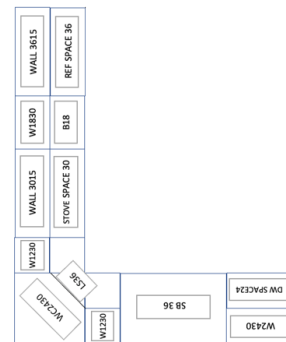 WALL 3615
REF SPACE 36
W1830
B18
WALL 3015
STOVE SPACE 30
W1230
LS36
WC2430
W1230
SB 36
DW SPACE24
W2430